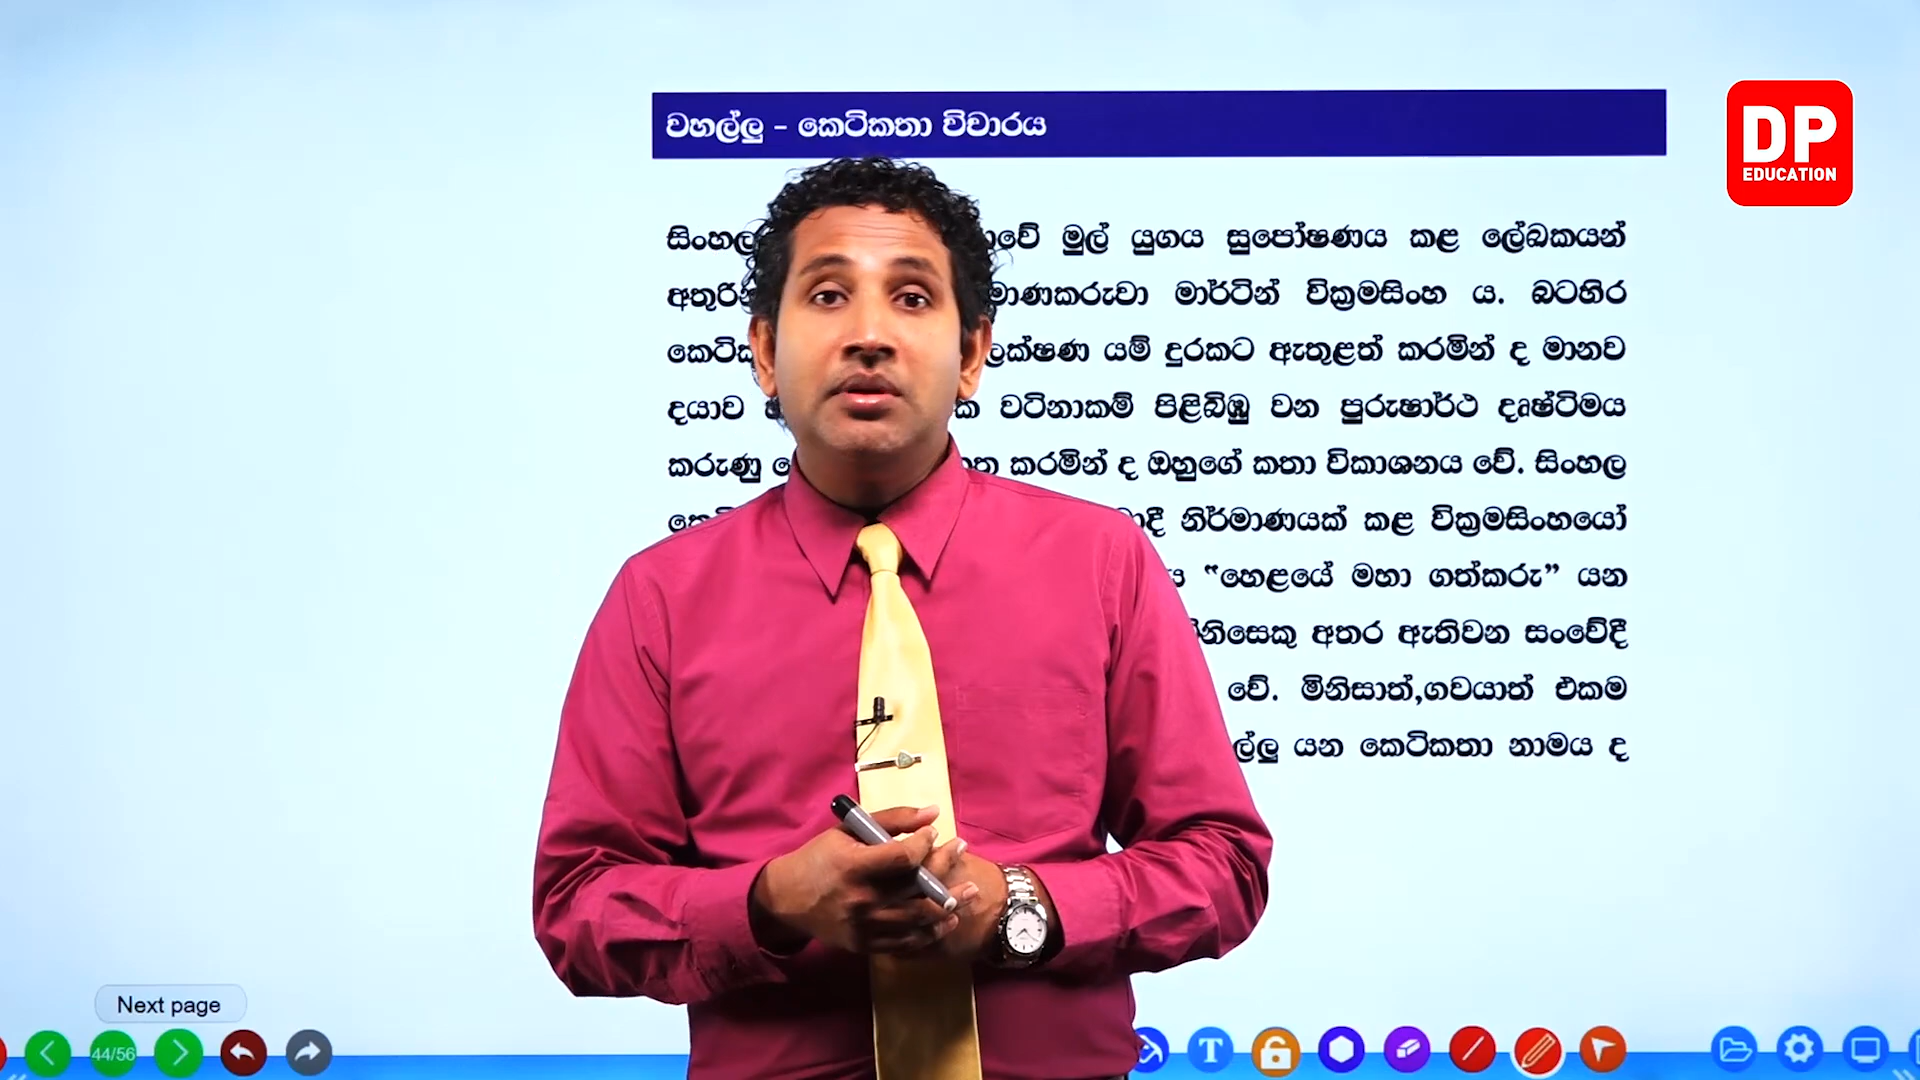 වහල්ලු – කෙටිකතා විචාරය
DP
EDUCATION
සිංහල මුල් යුගය සුපෝෂණය කළ ලේඛකයන්
මාර්ටින් වික්‍රමසිංහ ය. බටහිර
ලක්ෂණ යම් දුරකට ඇතුළත් කරමින් ද මානව
දයාව වටිනාකම් පිළිබිඹු වන පුරුෂාර්ථ දෘෂ්ටිමය
කරුණු කරමින් ද ඔහුගේ කතා විකාශනය වේ. සිංහල
නිර්මාණයක් කළ වික්‍රමසිංහයෝ
“හෙළයේ මහා ගත්කරු” යන
අතර ඇතිවන සංවේදී
වේ. මිනිසාත්,ගවයාත් එකම
යන කෙටිකතා නාමය ද
Next page
44/56
T